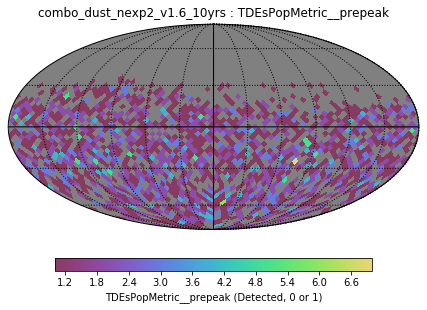 combo_dust_nexp2_v1.6_10yrs : TDEsPopMetric__prepeak
1.2 1.8 2.4 3.0 3.6 4.2 4.8 5.4 6.0 6.6
TDEsPopMetric__prepeak (Detected, 0 or 1)